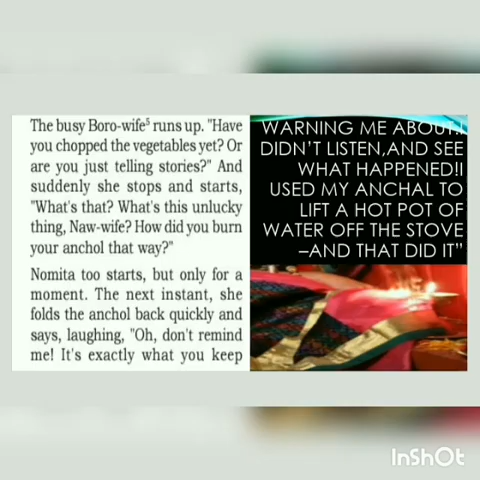 The busy Boro-wife⁵ runs up. "Have
you chopped the vegetables yet? Or
are you just telling stories?" And
suddenly she stops and starts,
"What's that? What's this unlucky
thing, Naw-wife? How did you burn
your anchol that way?"
Nomita too starts, but only for a
moment. The next instant, she
folds the anchol back quickly and
says, laughing, "Oh, don't remind
me! It's exactly what you keep
WARNING ME ABOUT.I
DIDN'T LISTEN,AND SEE
WHAT HAPPENED!I
USED MY ANCHAL TO
LIFT A HOT POT OF
WATER OFF THE STOVE
–AND THAT DID IT"
InShOt